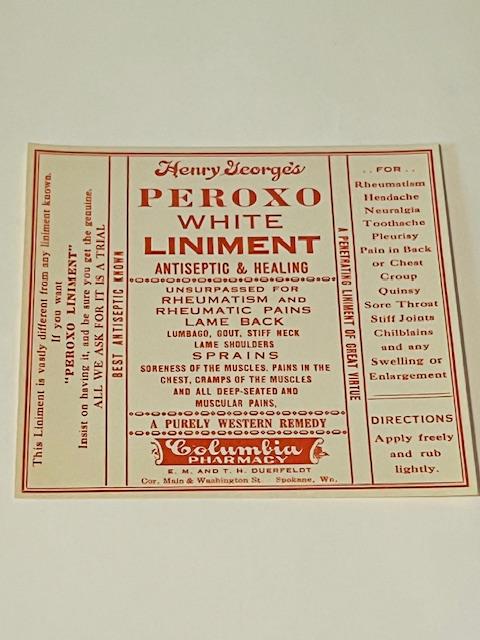 This Liniment is vastly different from any liniment known.
If you want
"PEROXO LINIMENT"
Insist on having it, and be sure you get the genuine.
ALL WE ASK FOR IT IS A TRIAL
BEST ANTISEPTIC KNOWN
Henry George's
PEROXO
WHITE
LINIMENT
ANTISEPTIC & HEALING
UNSURPASSED FOR
RHEUMATISM AND
RHEUMATIC PAINS
LAME BACK
LUMBAGO, GOUT, STIFF NECK
LAME SHOULDERS
SPRAINS
SORENESS OF THE MUSCLES, PAINS IN THE
CHEST, CRAMPS OF THE MUSCLES
AND ALL DEEP-SEATED AND
MUSCULAR PAINS,
A PURELY WESTERN REMEDY
Columbia
PHARMACY
E. M. AND T. H. DUERFELDT
Cor. Main & Washington St. Spokane, Wn.
A PENETRATING LINIMENT OF GREAT VIRTUE
.. FOR ..
Rheumatism
Headache
Neuralgia
Toothache
Pleurisy
Pain in Back
or Chest
Croup
Quinsy
Sore Throat
Stiff Joints
Chilblains
and any
Swelling or
Enlargement
DIRECTIONS
Apply freely
and rub
lightly.